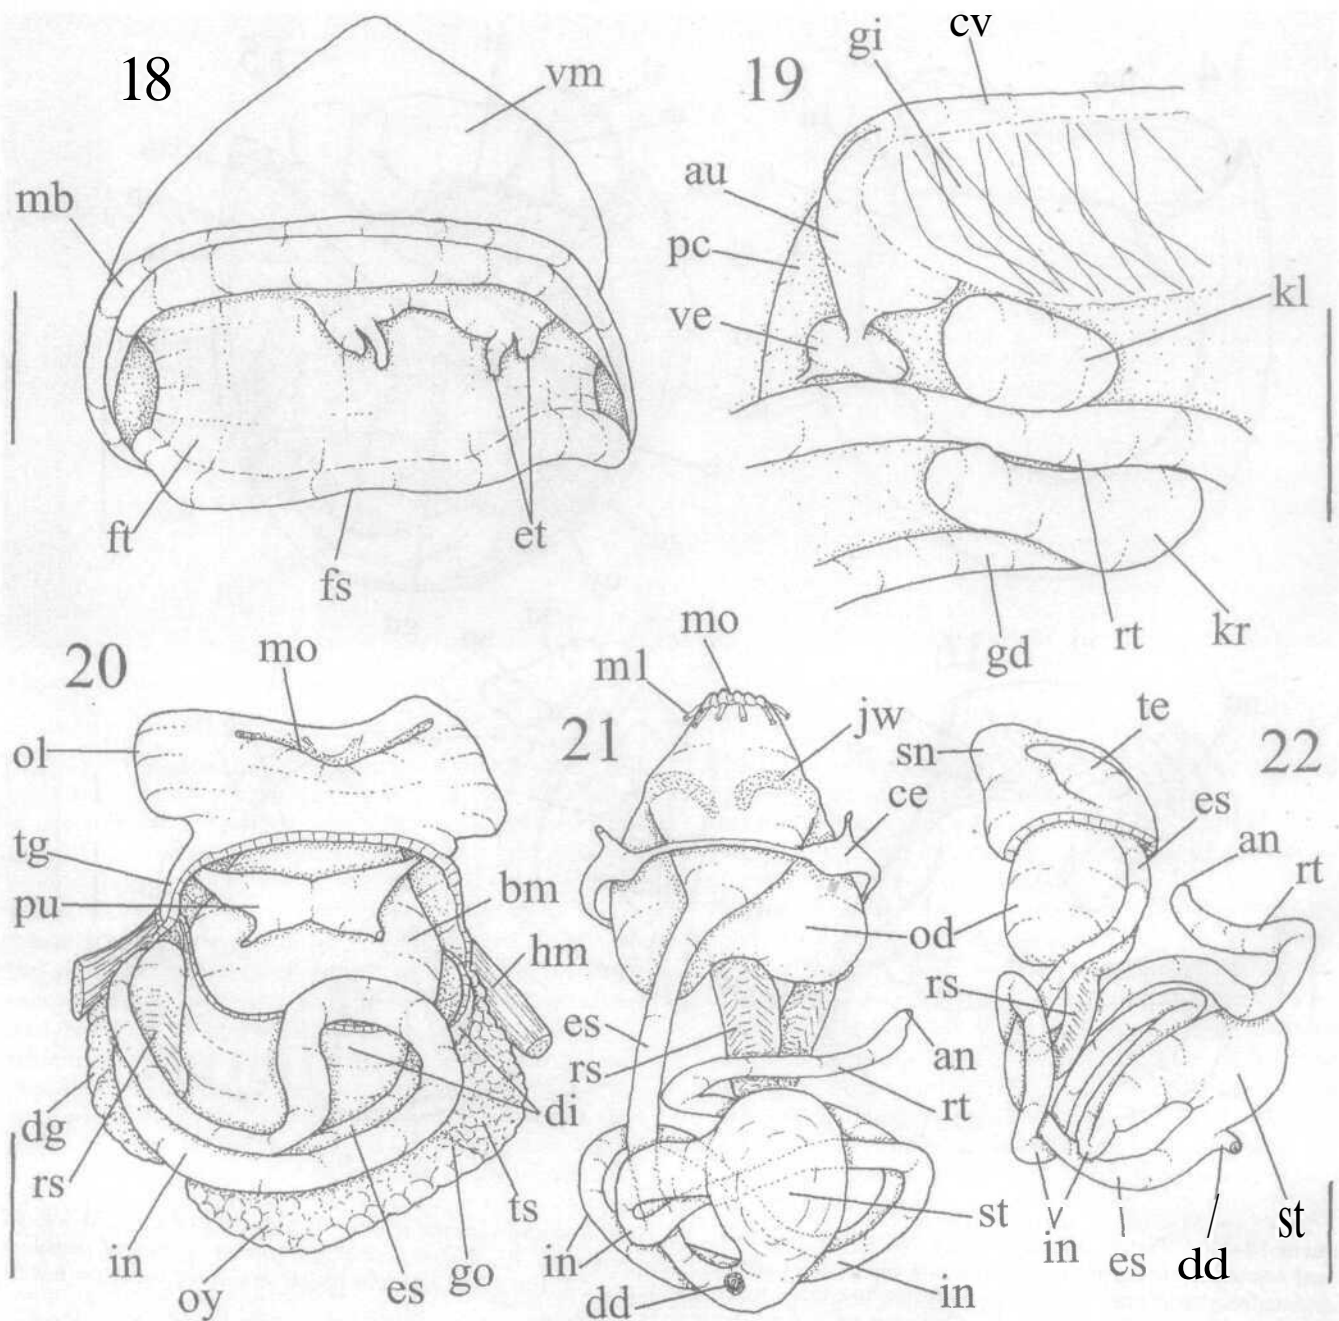 18
vm
mb
ft
fs
et
19
gi
cv
au
pc
ve
kl
gd
rt
kr
20
mo
ol
tg
pu
bm
hm
dg
rs
di
ts
in
oy
es
go
21
mo
m1
jw
ce
od
es
rs
an
rt
st
in
dd
in
22
te
sn
es
an
rt
rs
in
es
dd
st